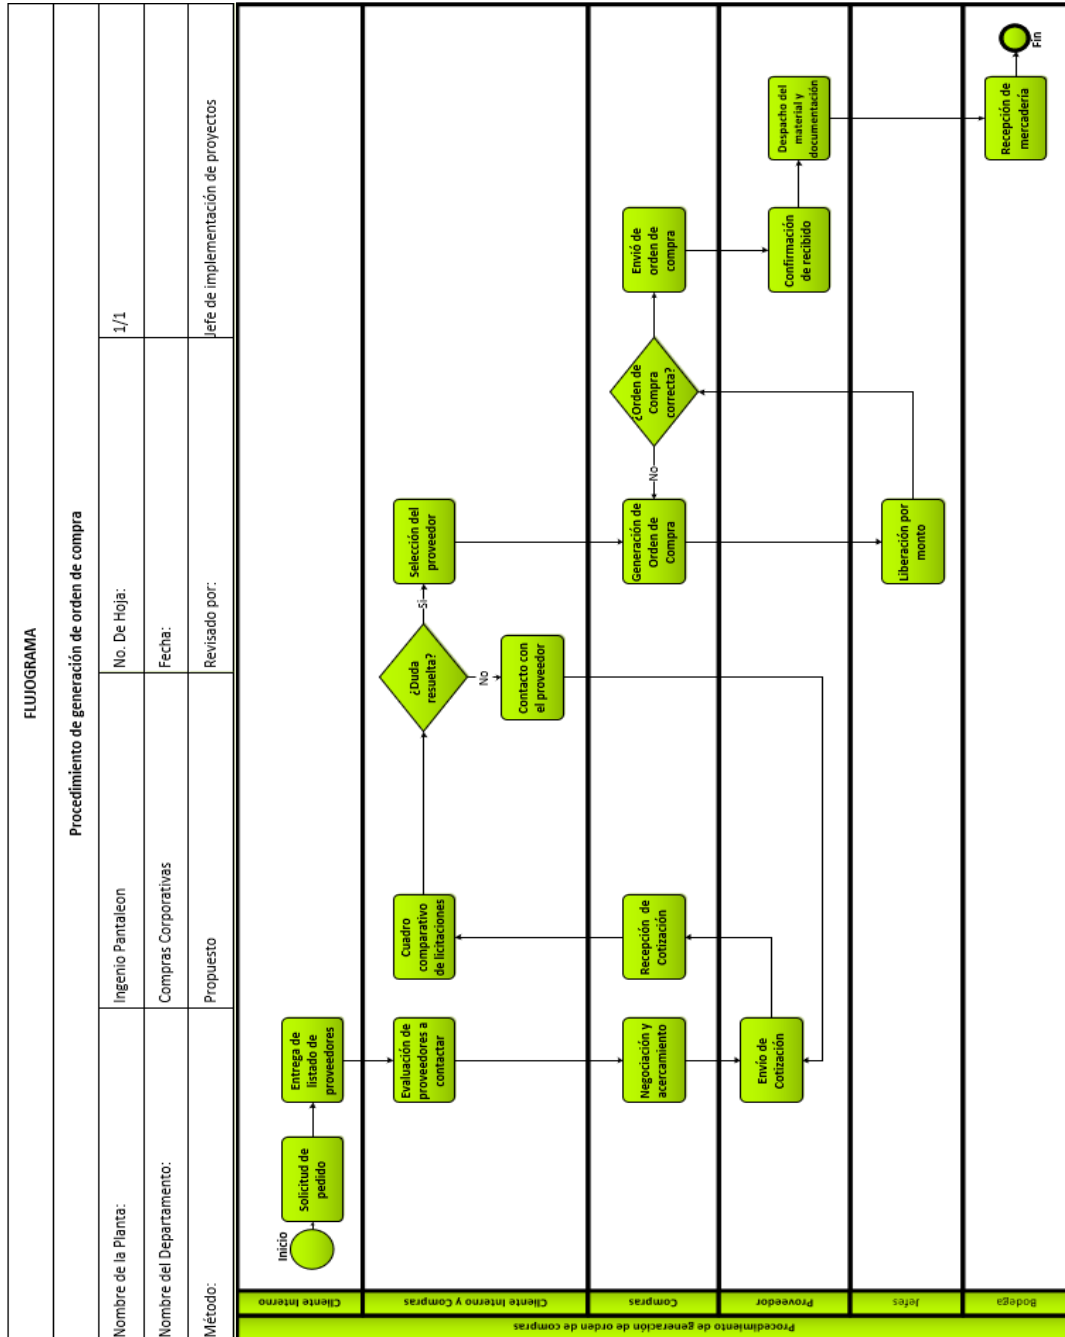 FLUJOGRAMA
Procedimiento de generación de orden de compra
Nombre de la Planta:
Ingenio Pantaleon
No. De Hoja:
1/1
Nombre del Departamento:
Compras Corporativas
Fecha:
Método:
Propuesto
Revisado por:
Jefe de implementación de proyectos
Procedimiento de generación de orden de compra
Cliente Interno
Inicio
Solicitud de
pedido
Entrega de
listado de
proveedores
Cliente Interno y Compras
Evaluación de
proveedores a
contactar
Cuadro
comparativo
de licitaciones
¿Duda
resuelta?
Si
No
Selección del
proveedor
Contacto con
el proveedor
Compras
Negociación y
acercamiento
Recepción de
Cotización
Generación de
Orden de
Compra
No
¿Orden de
Compra
correcta?
Envió de
orden de
compra
Proveedor
Envío de
Cotización
Confirmación
de recibido
Despacho del
material y
documentación
Jefes
Liberación por
monto
Bodega
Recepción de
mercadería
Fin